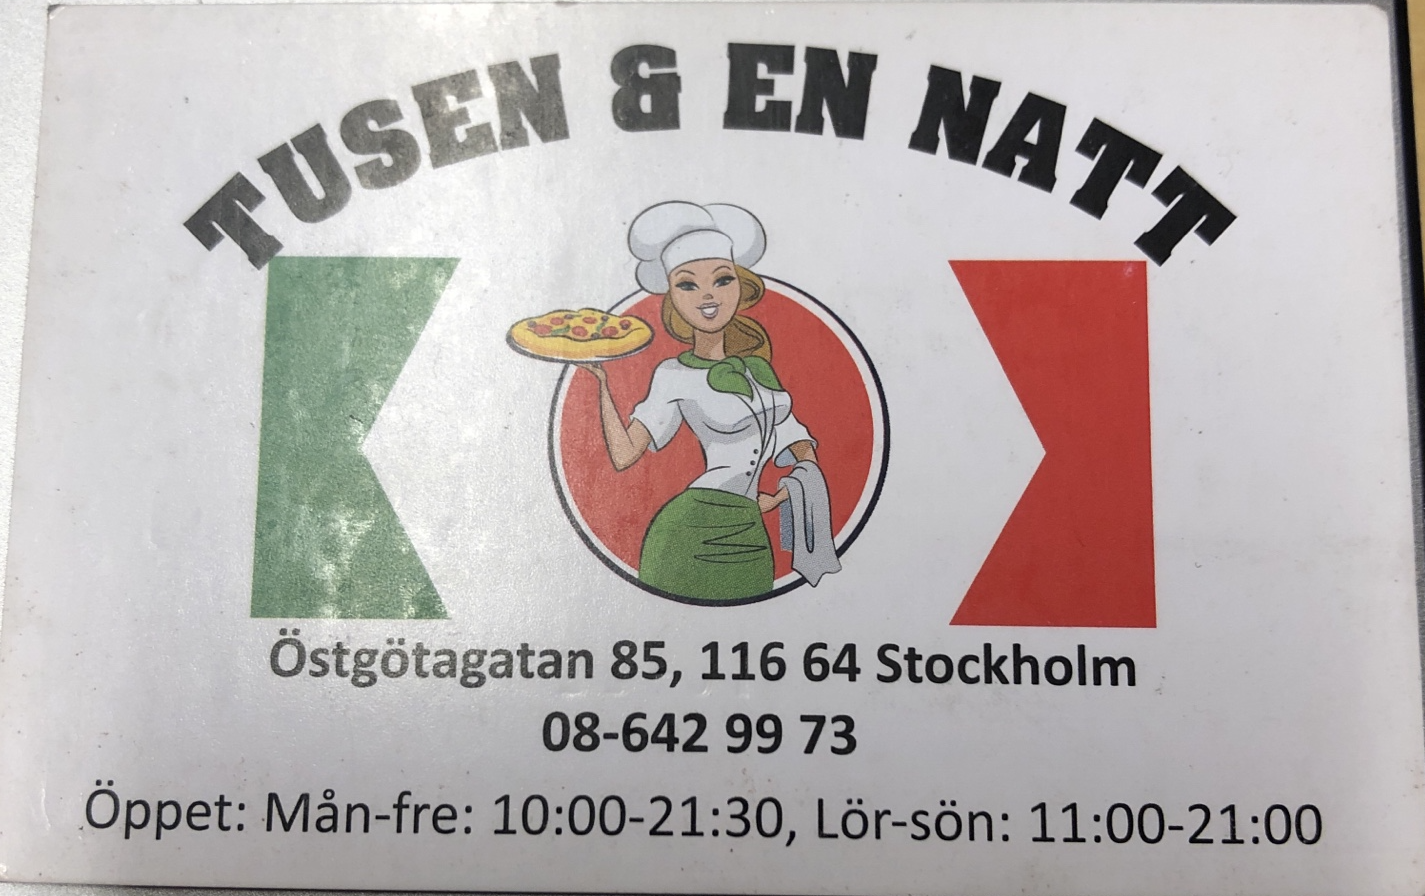 TUSEN & EN NATT
Östgötagatan 85, 116 64 Stockholm
08-642 99 73
Öppet: Mån-fre: 10:00-21:30, Lör-sön: 11:00-21:00